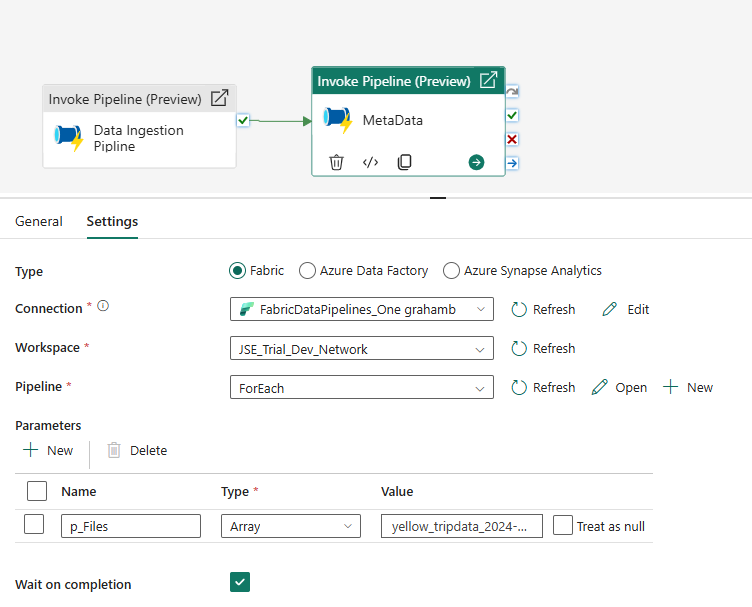 Invoke Pipeline (Preview)
Data Ingestion
Pipline
Invoke Pipeline (Preview)
MetaData
General Settings
Type Fabric Azure Data Factory Azure Synapse Analytics
Connection * FabricDataPipelines_One grahamb Refresh Edit
Workspace * JSE_Trial_Dev_Network Refresh
Pipeline * ForEach Refresh Open New
Parameters
New Delete
Name Type * Value
p_Files Array yellow_tripdata_2024-... Treat as null
Wait on completion